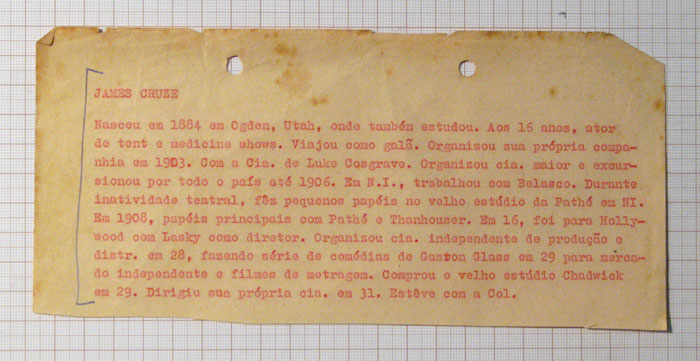 JAMES CRUZE
Nasceu em 1884 em Ogden, Utah, onde também estudou. Aos 16 anos, ator
de tent e medicine shows. Viajou como galã. Organizou sua própria compa-
nhia em 1903. Com a Cia. de Luke Cosgrave. Organizou cia. maior e excur-
sionou por todo o país até 1906. Em N.I., trabalhou com Belasco. Durante
inatividade teatral, fêz pequenos papéis no velho estúdio da Pathé em NI.
Em 1908, papéis principais com Pathé e Thanhouser. Em 16, foi para Holly-
wood com Lasky como diretor. Organizou cia. independente de produção e
distr. em 28, fazendo série de comédias de Gaston Glass em 29 para merca-
do independente e filmes de metragem. Comprou o velho estúdio Chadwick
em 29. Dirigiu sua própria cia. em 31. Estêve com a Col.